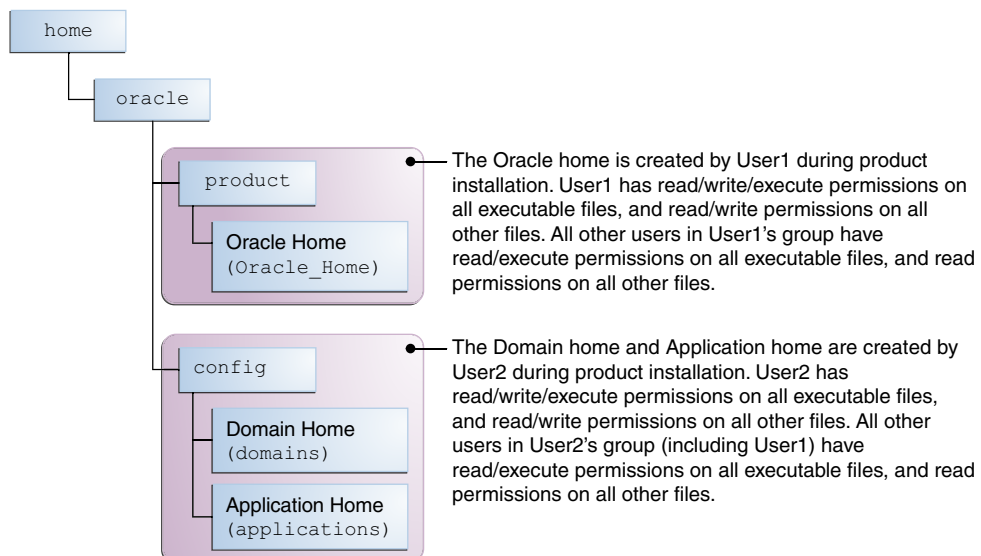 home
oracle
product
Oracle Home
(Oracle_Home)
The Oracle home is created by User1 during product
installation. User1 has read/write/execute permissions on
all executable files, and read/write permissions on all
other files. All other users in User1's group have
read/execute permissions on all executable files, and read
permissions on all other files.
config
Domain Home
(domains)
Application Home
(applications)
The Domain home and Application home are created by
User2 during product installation. User2 has
read/write/execute permissions on all executable files,
and read/write permissions on all other files. All other
users in User2's group (including User1) have
read/execute permissions on all executable files, and read
permissions on all other files.